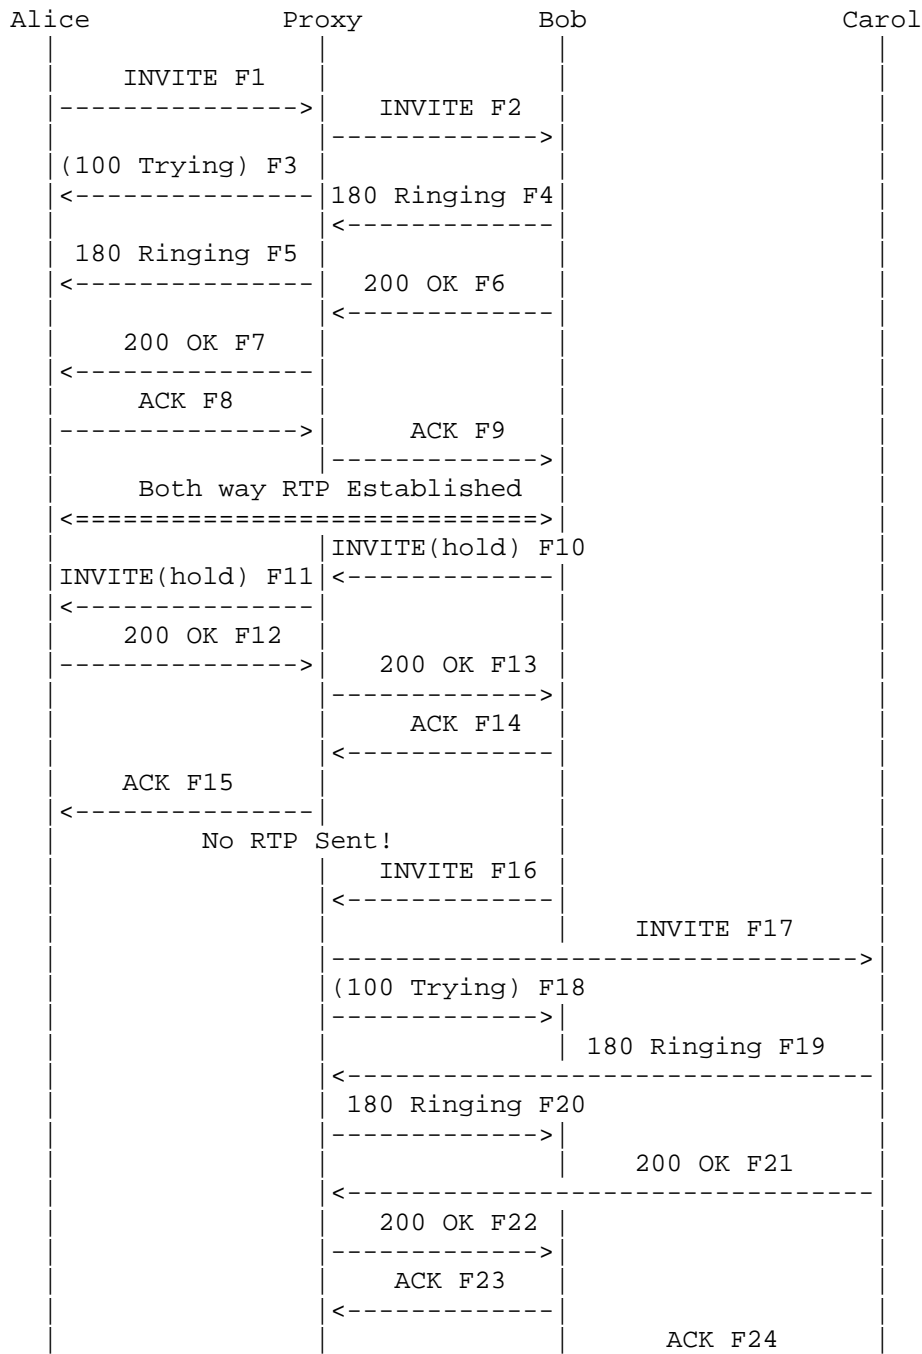 Alice Proxy Bob Carol
INVITE F1
INVITE F2
(100 Trying) F3
180 Ringing F4
180 Ringing F5
200 OK F6
200 OK F7
ACK F8
ACK F9
Both way RTP Established
INVITE(hold) F10
INVITE(hold) F11
200 OK F12
200 OK F13
ACK F14
ACK F15
No RTP Sent!
INVITE F16
INVITE F17
(100 Trying) F18
180 Ringing F19
180 Ringing F20
200 OK F21
200 OK F22
ACK F23
ACK F24